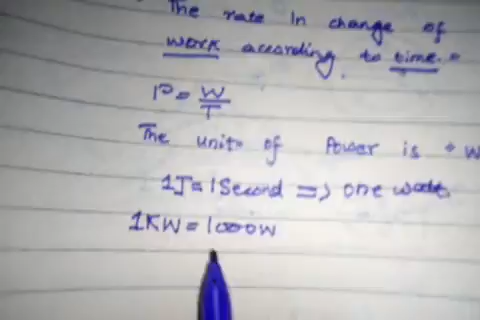 The rate In change of
work according to time.
P = W/T
The unit of Power is
1J = 1 Second => one watt
1KW = 1000W